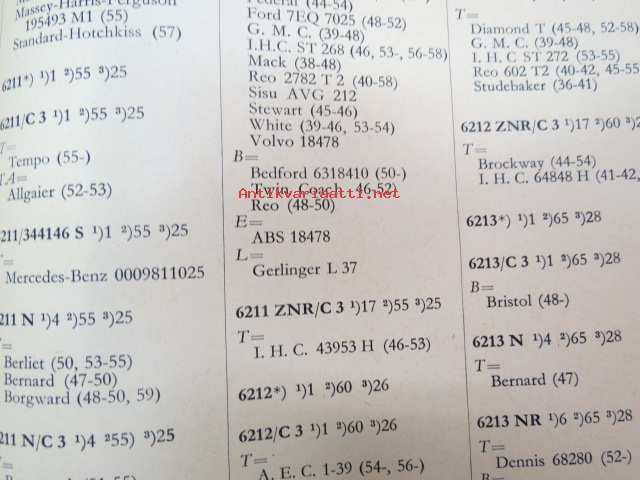 Massey-Harris-Ferguson
195493 M1 (55)
Standard-Hotchkiss (57)
6211*) ¹)1 ²)55 ³)25
6211/C 3 ¹)1 ²)55 ³)25
T=
Tempo (55-)
TA=
Allgaier (52-53)
6211/344146 S ¹)1 ²)55 ³)25
T=
Mercedes-Benz 0009811025
6211 N ¹)4 ²)55 ³)25
T=
Berliet (50, 53-55)
Bernard (47-50)
Borgward (48-50, 59)
6211 N/C 3 ¹)4 ²55) ³)25
Federal (44-54)
Ford 7EQ 7025 (48-52)
G. M. C. (39-48)
I.H.C. ST 268 (46, 53-, 56-58)
Mack (38-48)
Reo 2782 T 2 (40-58)
Sisu AVG 212
Stewart (45-46)
White (39-46, 53-54)
Volvo 18478
B=
Bedford 6318410 (50-)
Twin Coach 46-52)
Antikvariaatti.net
Reo (48-50)
E=
ABS 18478
L=
Gerlinger L 37
6211 ZNR/C 3 ¹)17 ²)55 ³)25
T=
I. H. C. 43953 H (46-53)
6212*) ¹)1 ²)60 ³)26
6212/C 3 ¹)1 ²)60 ³)26
T=
A. E. C. 1-39 (54-, 56-)
T=
Diamond T (45-48, 52-58)
G. M. C. (39-48)
I. H. C ST 272 (53-55)
Reo 602 T2 (40-42, 45-55
Studebaker (36-41)
6212 ZNR/C 3 ¹)17 ²)60 ³)2
T=
Brockway (44-54)
I. H. C. 64848 H (41-42,
6213*) ¹)1 ²)65 ³)28
6213/C 3 ¹)1 ²)65 ³)28
B=
Bristol (48-)
6213 N ¹)4 ²)65 ³)28
T=
Bernard (47)
6213 NR ¹)6 ²)65 ³)28
T=
Dennis 68280 (52-)
B=